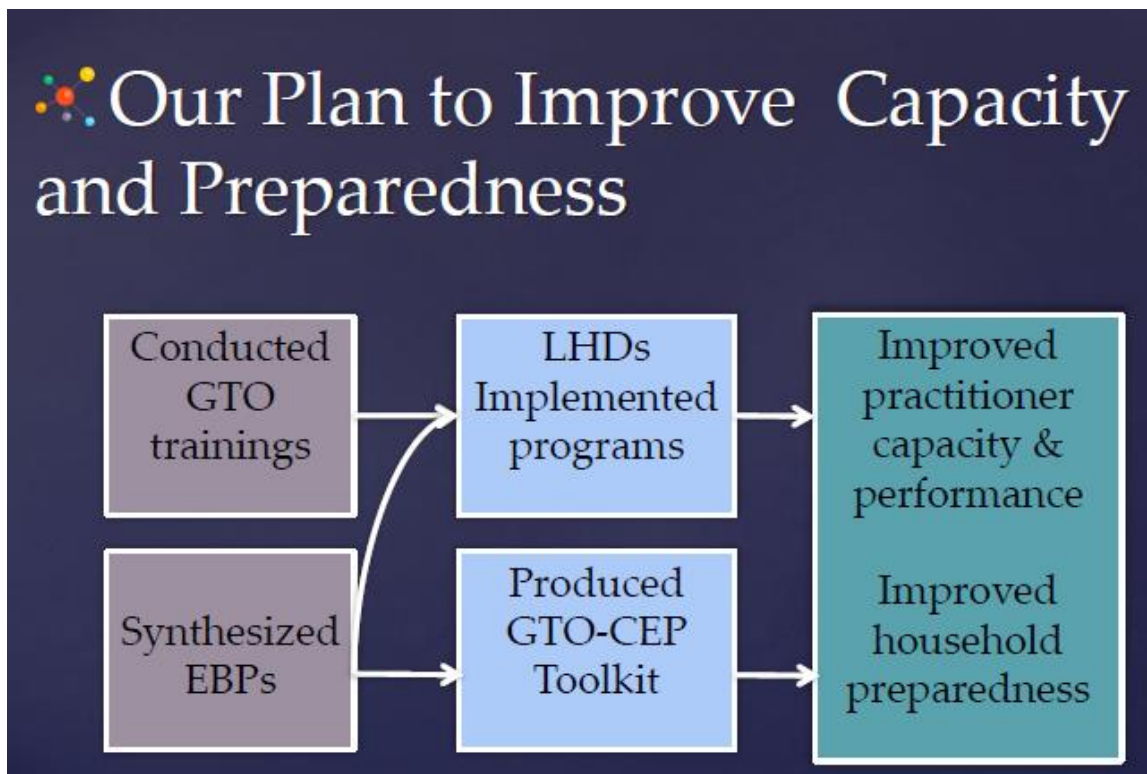 Our Plan to Improve Capacity
and Preparedness
Conducted
GTO
trainings
LHDs
Implemented
programs
Improved
practitioner
capacity &
performance
Synthesized
EBPs
Produced
GTO-CEP
Toolkit
Improved
household
preparedness